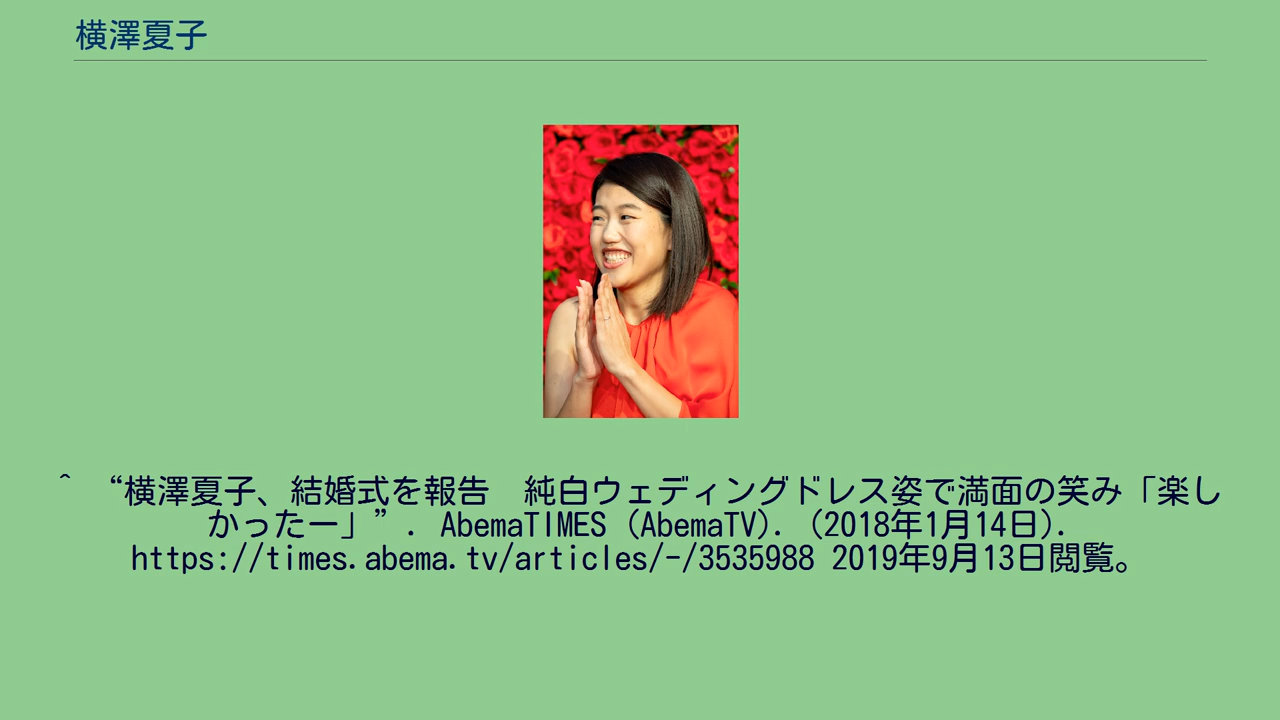 横澤夏子
^ “横澤夏子、結婚式を報告　純白ウェディングドレス姿で満面の笑み「楽し
かったー」”. AbemaTIMES (AbemaTV). (2018年1月14日).
https://times.abema.tv/articles/-/3535988 2019年9月13日閲覧。